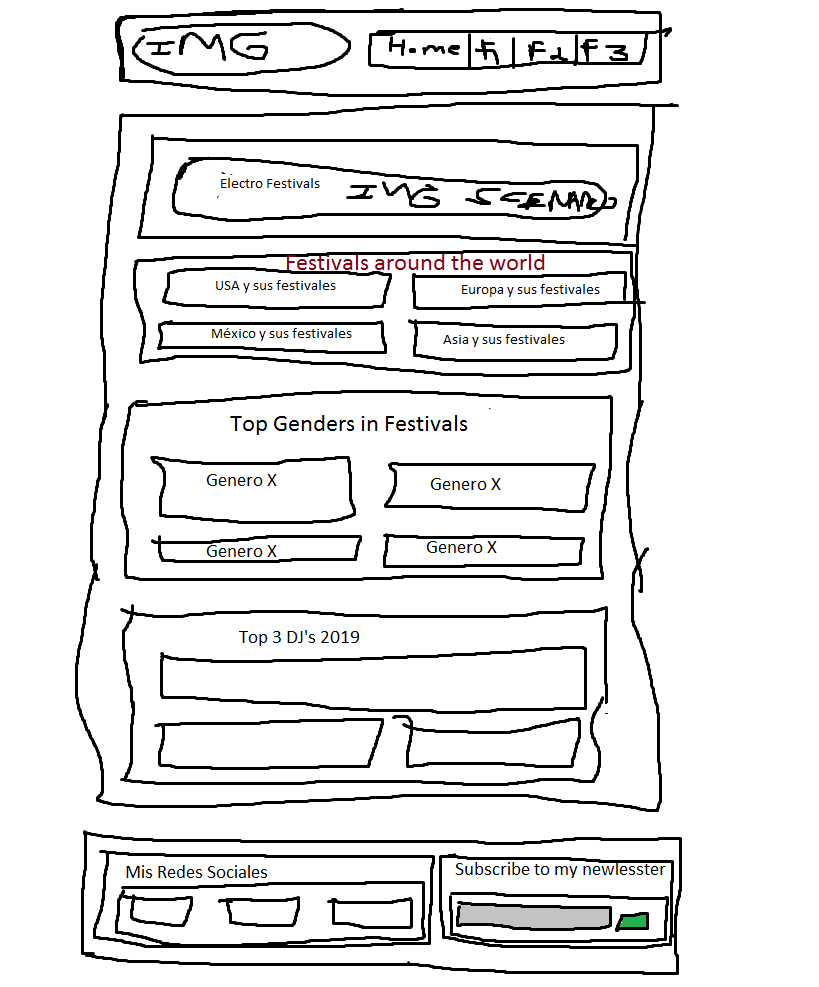 IMG
Home
F1
F2
F3
Electro Festivals
IMG SCENARIO
Festivals around the world
USA y sus festivales
Europa y sus festivales
México y sus festivales
Asia y sus festivales
Top Genders in Festivals
Genero X
Genero X
Genero X
Genero X
Top 3 DJ's 2019
Mis Redes Sociales
Subscribe to my newlesster